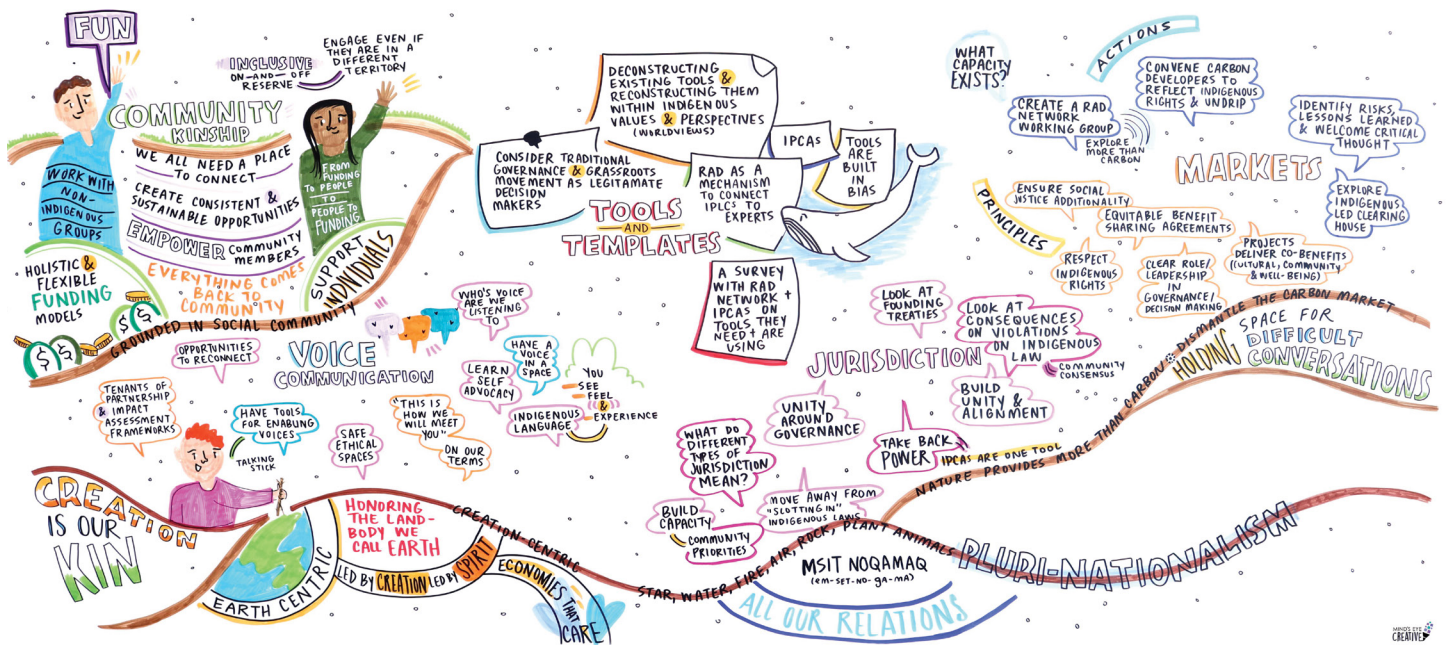 FUN
INCLUSIVE
ON-AND-OFF
RESERVE
ENGAGE EVEN IF
THEY ARE IN A
DIFFERENT
TERRITORY
COMMUNITY
KINSHIP
WE ALL NEED A PLACE
TO CONNECT
CREATE CONSISTENT &
SUSTAINABLE OPPORTUNITIES
EMPOWER COMMUNITY
MEMBERS
EVERYTHING COMES
BACK TO
COMMUNITY
WORK WITH
NON-
INDIGENOUS
GROUPS
FROM
FUNDING
TO PEOPLE
TO
PEOPLE TO
FUNDING
HOLISTIC &
FLEXIBLE
FUNDING
MODELS
$ $
$ $
SUPPORT
INDIVIDUALS
GROUNDED IN SOCIAL COMMUNITY
DECONSTRUCTING
EXISTING TOOLS &
RECONSTRUCTING THEM
WITHIN INDIGENOUS
VALUES & PERSPECTIVES
(WORLDVIEWS)
CONSIDER TRADITIONAL
GOVERNANCE & GRASSROOTS
MOVEMENT AS LEGITAMATE
DECISION
MAKERS
IPCAS
TOOLS
ARE
BUILT
IN
BIAS
RAD AS A
MECHANISM
TO CONNECT
IPLCS TO
EXPERTS
TOOLS
AND
TEMPLATES
A SURVEY
WITH RAD
NETWORK +
IPCAS ON
TOOLS, THEY
NEED + ARE
USING
WHAT
CAPACITY
EXISTS?
ACTIONS
CONVENE CARBON
DEVELOPERS TO
REFLECT INDIGENOUS
RIGHTS & UNDRIP
CREATE A RAD
NETWORK
WORKING GROUP
EXPLORE
MORE THAN
CARBON
IDENTIFY RISKS,
LESSONS LEARNED
& WELCOME CRITICAL
THOUGHT
MARKETS
EXPLORE
INDIGENOUS
LED CLEARING
HOUSE
PRINCIPLES
ENSURE SOCIAL
JUSTICE ADDITIONALITY
EQUITABLE BENEFIT
SHARING AGREEMENTS
RESPECT
INDIGENOUS
RIGHTS
CLEAR ROLE/
LEADERSHIP
IN
GOVERNANCE/
DECISION MAKING
PROJECTS
DELIVER CO-BENEFITS
(CULTURAL, COMMUNITY
& WELL-BEING)
OPPORTUNITIES
TO RECONNECT
VOICE
COMMUNICATION
WHO'S VOICE
ARE WE
LISTENING
TO
HAVE A
VOICE
IN A
SPACE
LEARN
SELF
ADVOCACY
INDIGENOUS
LANGUAGE
YOU
SEE
FEEL
&
EXPERIENCE
TENANTS OF
PARTNERSHIP
& IMPACT
ASSESSMENT
FRAMEWORKS
HAVE TOOLS
FOR ENABLING
VOICES
TALKING
STICK
SAFE
ETHICAL
SPACES
"THIS IS
HOW WE
WILL MEET
YOU"
ON OUR
TERMS
LOOK AT
FOUNDING
TREATIES
LOOK AT
CONSEQUENCES
ON VIOLATIONS
ON INDIGENOUS
LAW
COMMUNITY
CONSENSUS
JURISDICTION
BUILD
UNITY &
ALIGNMENT
UNITY
AROUND
GOVERNANCE
TAKE BACK
POWER
WHAT DO
DIFFERENT
TYPES OF
JURISDICTION
MEAN?
MOVE AWAY FROM
"SLOTTING IN"
INDIGENOUS LAWS
BUILD
CAPACITY
COMMUNITY
PRIORITIES
IPCAS ARE ONE TOOL
NATURE PROVIDES MORE THAN CARBON DISMANTLE THE CARBON MARKET
HOLDING SPACE FOR
DIFFICULT
CONVERSATIONS
CREATION
IS OUR
KIN
EARTH CENTRIC
HONORING
THE LAND-
BODY WE
CALL EARTH
LED BY CREATION LED BY SPIRIT
ECONOMIES THAT
CARE
CREATION-CENTRIC
STAR, WATER, FIRE, AIR, ROCK, PLANT ANIMALS
MSIT NOQAMAQ
(em-SET-NO-ga-mA)
ALL OUR RELATIONS
PLURI-NATIONALISM
MIND'S EYE
CREATIVE